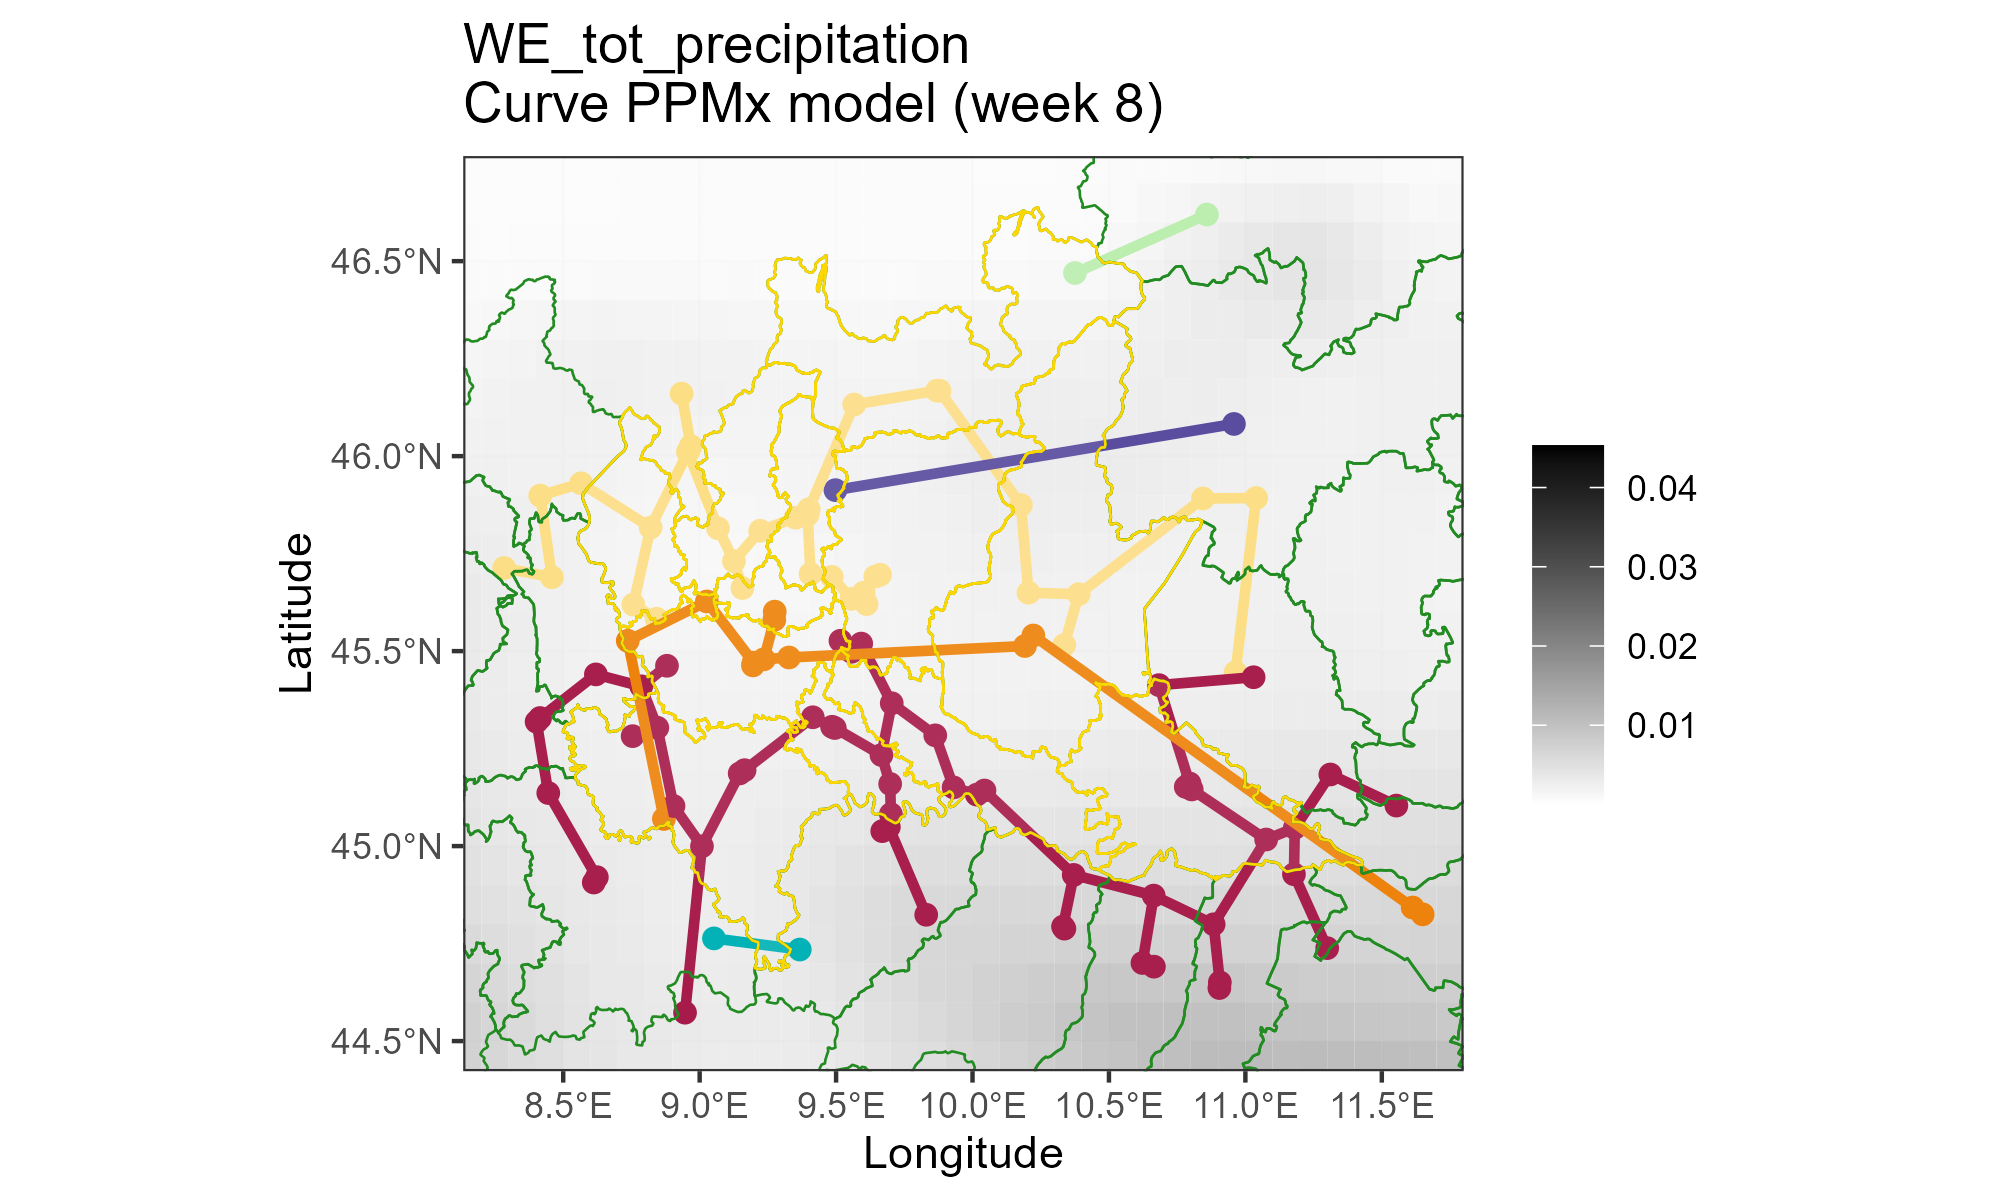 WE_tot_precipitation
Curve PPMx model (week 8)
46.5°N
46.0°N
45.5°N
45.0°N
44.5°N
Latitude
8.5°E
9.0°E
9.5°E
10.0°E
10.5°E
11.0°E
11.5°E
Longitude
0.04
0.03
0.02
0.01